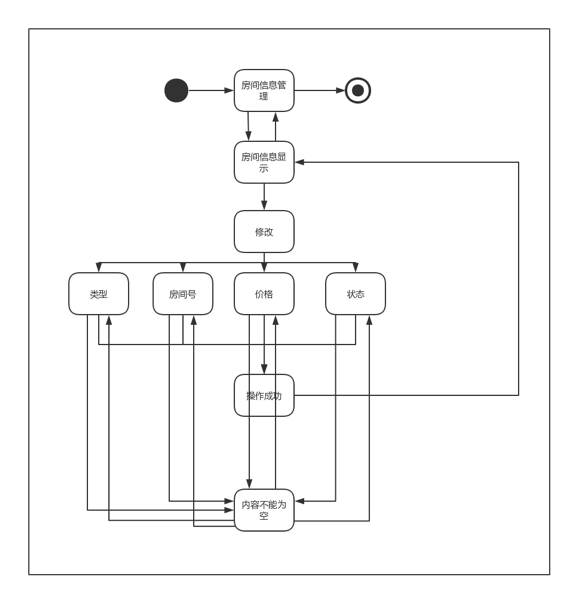 房间信息管
理
房间信息显
示
修改
类型
房间号
价格
状态
操作成功
内容不能为
空